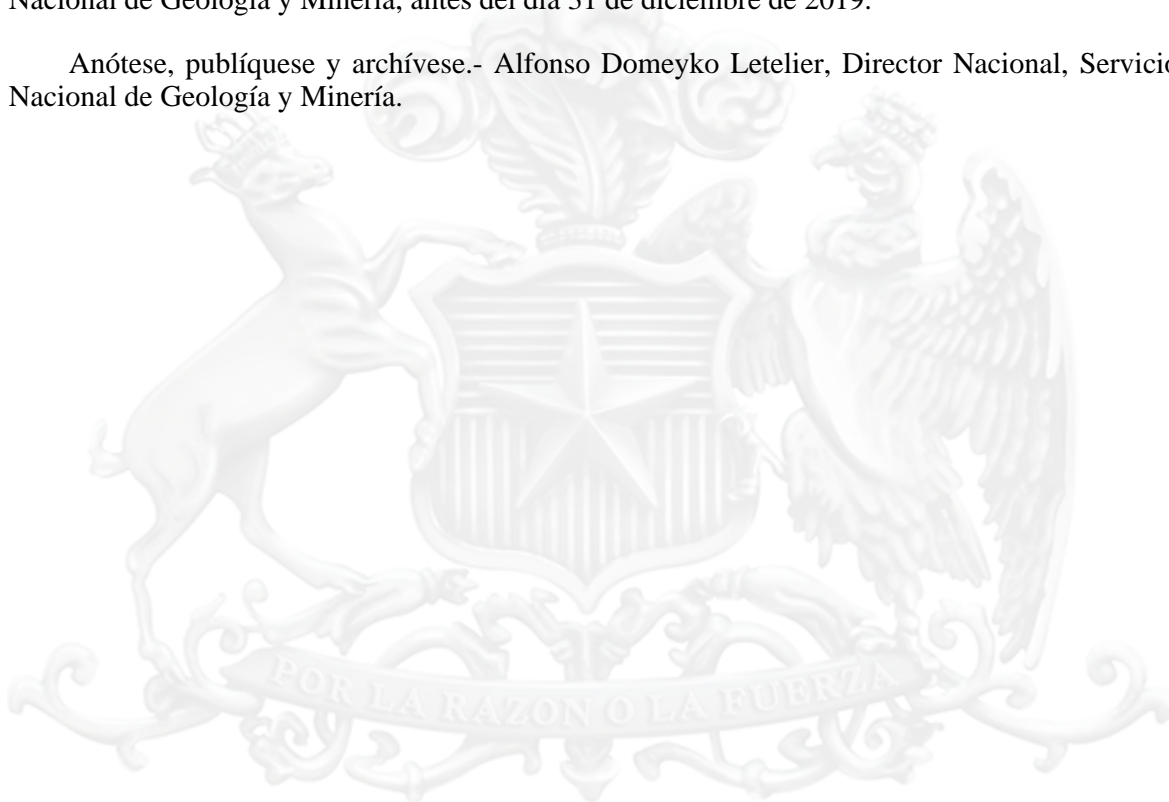 Nacional de Geología y Minería, antes del día 31 de diciembre de 2019.
Anótese, publíquese y archívese.- Alfonso Domeyko Letelier, Director Nacional, Servicio
Nacional de Geología y Minería.
POR LA RAZON O LA FUERZA